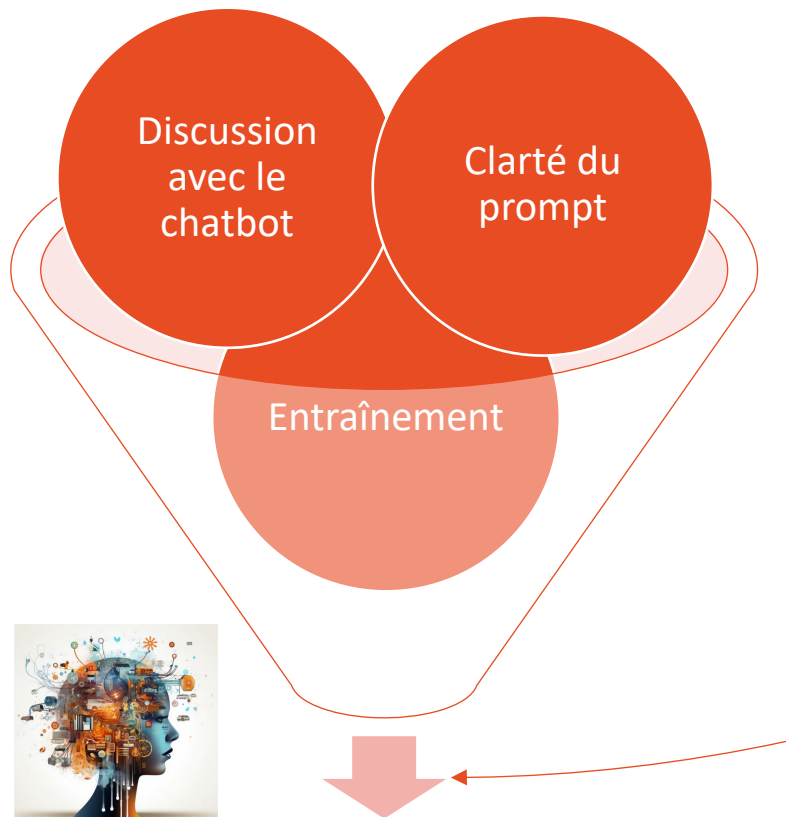 Discussion
avec le
chatbot
Clarté du
prompt
Entraînement